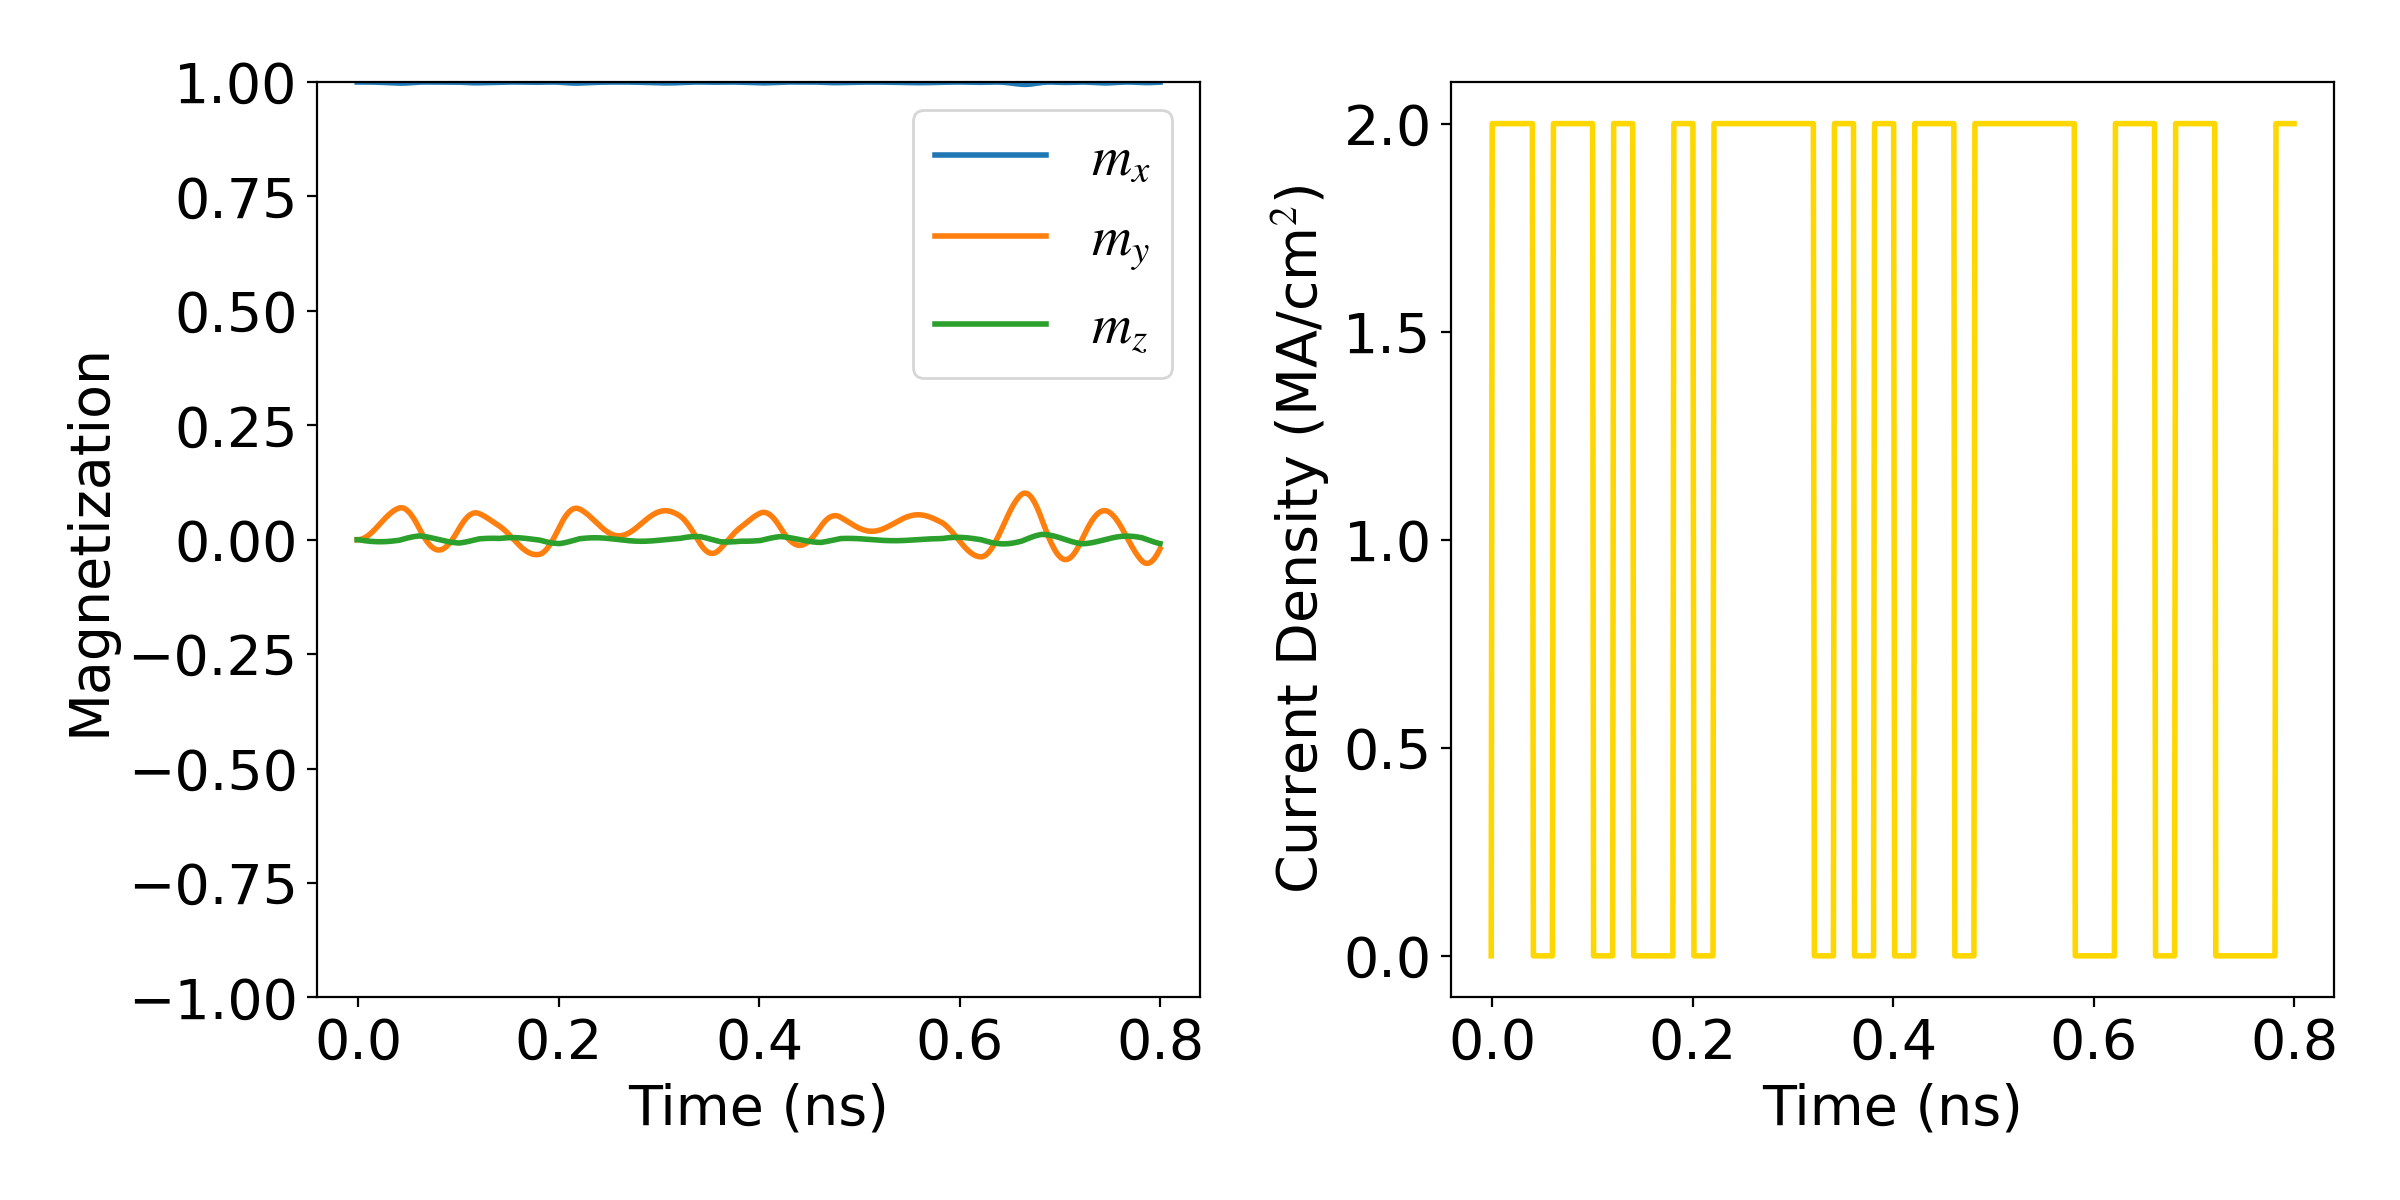 Magnetization
1.00
0.75
0.50
0.25
0.00
−0.25
−0.50
−0.75
−1.00
0.0 0.2 0.4 0.6 0.8
Time (ns)
m_x
m_y
m_z
Current Density (MA/cm²)
2.0
1.5
1.0
0.5
0.0
0.0 0.2 0.4 0.6 0.8
Time (ns)